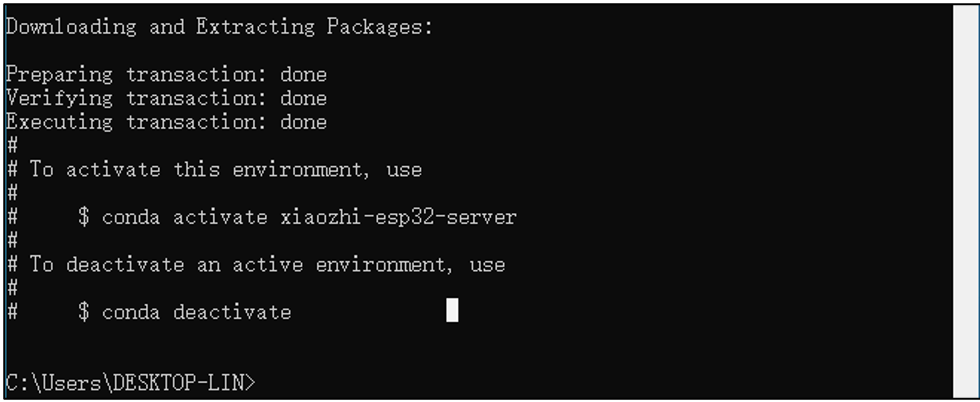 Downloading and Extracting Packages:
Preparing transaction: done
Verifying transaction: done
Executing transaction: done
#
# To activate this environment, use
#
#     $ conda activate xiaozhi-esp32-server
#
# To deactivate an active environment, use
#
#     $ conda deactivate
C:\Users\DESKTOP-LIN>